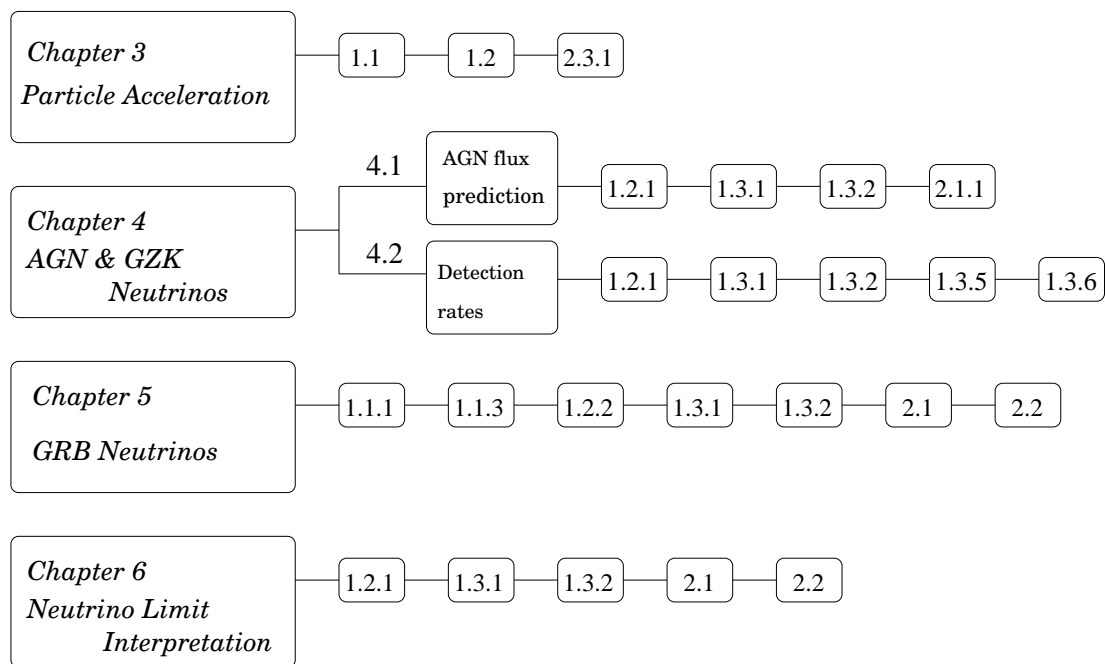 Chapter 3
Particle Acceleration
1.1
1.2
2.3.1
Chapter 4
AGN & GZK
Neutrinos
4.1
AGN flux
prediction
1.2.1
1.3.1
1.3.2
2.1.1
4.2
Detection
rates
1.2.1
1.3.1
1.3.2
1.3.5
1.3.6
Chapter 5
GRB Neutrinos
1.1.1
1.1.3
1.2.2
1.3.1
1.3.2
2.1
2.2
Chapter 6
Neutrino Limit
Interpretation
1.2.1
1.3.1
1.3.2
2.1
2.2